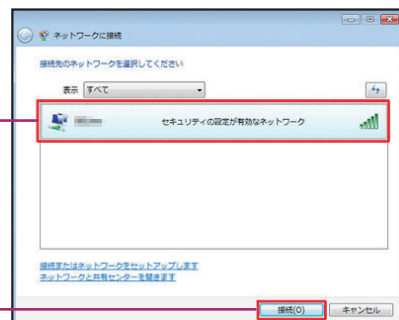 ネットワークに接続
接続先のネットワークを選択してください
表示 すべて
セキュリティの設定が有効なネットワーク
接続またはネットワークをセットアップします
ネットワークと共有センターを開きます
接続(O) キャンセル